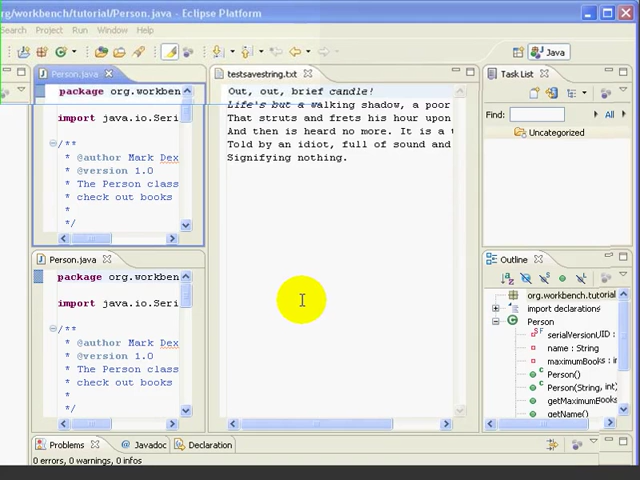 org/workbench/tutorial/Person.java - Eclipse Platform
Search Project Run Window Help
Java
Person.java
package org.workben
import java.io.Seri
/**
* @author Mark Dex
* @version 1.0
* The Person class
* check out books
*
*/
Person.java
package org.workben
import java.io.Seri
/**
* @author Mark Dex
* @version 1.0
* The Person class
* check out books
*
*/
testsavestring.txt
Out, out, brief candle!
Life's but a walking shadow, a poor
That struts and frets his hour upon
And then is heard no more. It is a
Told by an idiot, full of sound and
Signifying nothing.
Task List
Find:
All
Uncategorized
Outline
org.workbench.tutorial
import declarations
Person
serialVersionUID :
name : String
maximumBooks : int
Person()
Person(String, int)
getMaximumBooks
getName()
Problems
Javadoc
Declaration
0 errors, 0 warnings, 0 infos